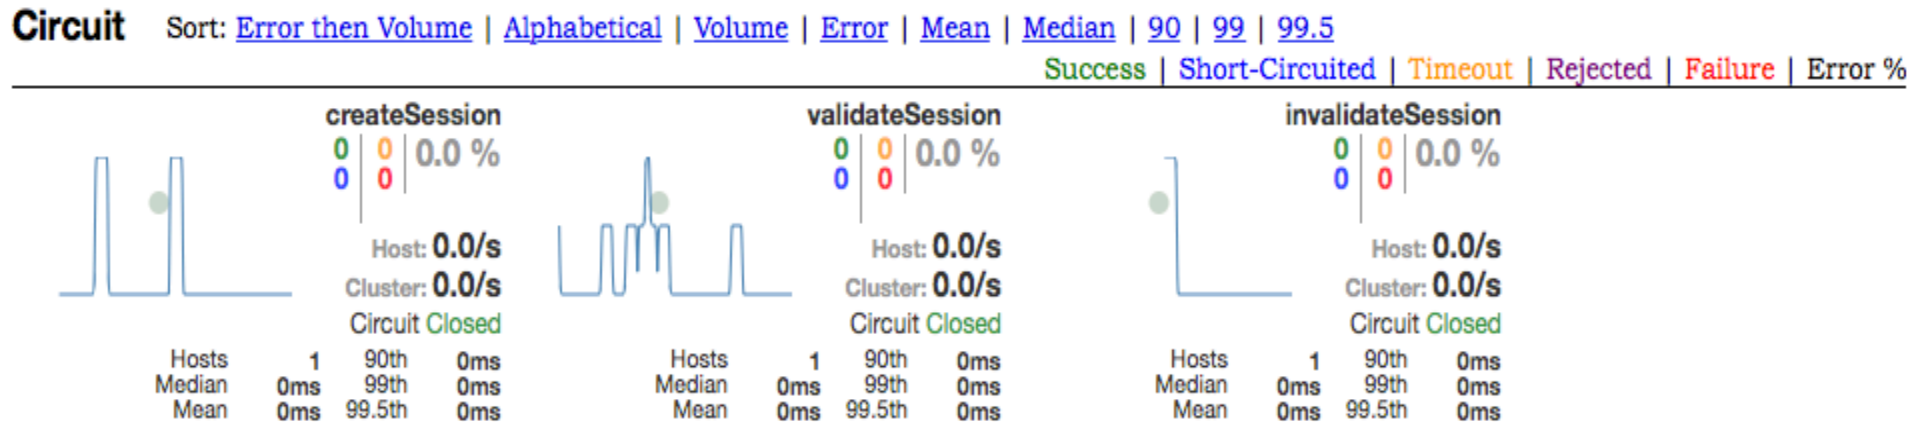 Circuit Sort: Error then Volume | Alphabetical | Volume | Error | Mean | Median | 90 | 99 | 99.5
Success | Short-Circuited | Timeout | Rejected | Failure | Error %
createSession
0 0 0.0 %
0 0
Host: 0.0/s
Cluster: 0.0/s
Circuit Closed
Hosts 1 90th 0ms
Median 0ms 99th 0ms
Mean 0ms 99.5th 0ms
validateSession
0 0 0.0 %
0 0
Host: 0.0/s
Cluster: 0.0/s
Circuit Closed
Hosts 1 90th 0ms
Median 0ms 99th 0ms
Mean 0ms 99.5th 0ms
invalidateSession
0 0 0.0 %
0 0
Host: 0.0/s
Cluster: 0.0/s
Circuit Closed
Hosts 1 90th 0ms
Median 0ms 99th 0ms
Mean 0ms 99.5th 0ms